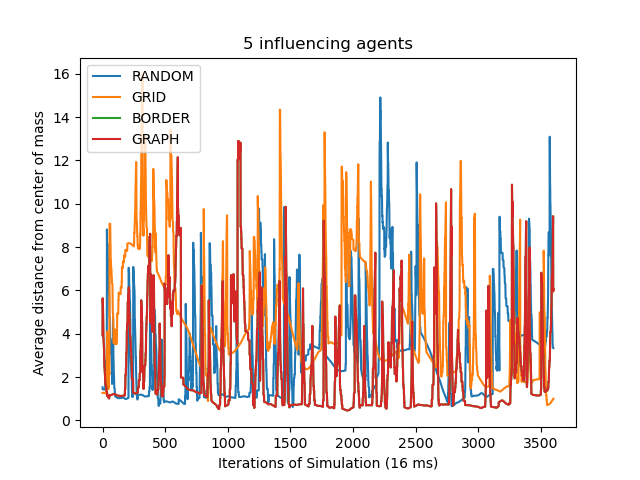 5 influencing agents
RANDOM
GRID
BORDER
GRAPH
Average distance from center of mass
16
14
12
10
8
6
4
2
0
0 500 1000 1500 2000 2500 3000 3500
Iterations of Simulation (16 ms)